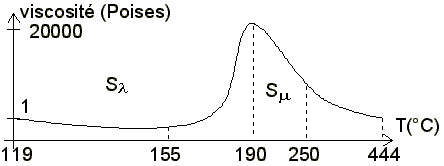 viscosité (Poises)
20000
Sλ
Sμ
1
T(°C)
119
155
190
250
444